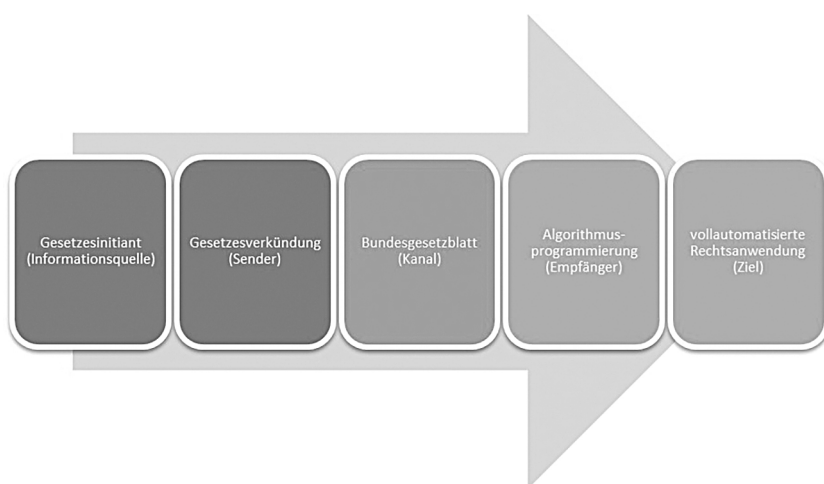 Gesetzesinitiant
(Informationsquelle)
Gesetzesverkündung
(Sender)
Bundesgesetzblatt
(Kanal)
Algorithmus-
programmierung
(Empfänger)
vollautomatisierte
Rechtsanwendung
(Ziel)